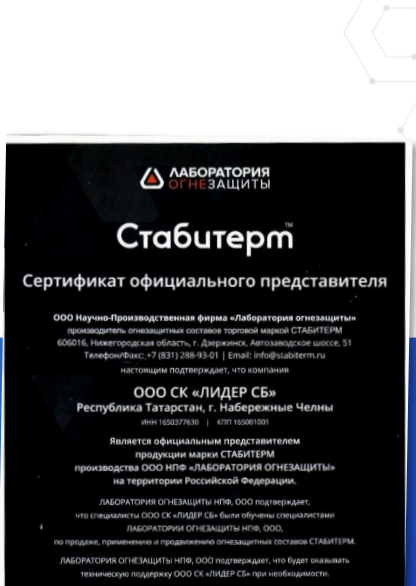 ЛАБОРАТОРИЯ
ОГНЕЗАЩИТЫ
Стабитерм™
Сертификат официального представителя
ООО Научно-Производственная фирма «Лаборатория огнезащиты»
производитель огнезащитных составов торговой маркой СТАБИТЕРМ
606016, Нижегородская область, г. Дзержинск, Автозаводское шоссе, 51
Телефон/Факс: +7 (831) 288-93-01 | Email: info@stabiterm.ru
настоящим подтверждает, что компания
ООО СК «ЛИДЕР СБ»
Республика Татарстан, г. Набережные Челны
ИНН 1650377630 | КПП 165001001
Является официальным представителем
продукции марки СТАБИТЕРМ
производства ООО НПФ «ЛАБОРАТОРИЯ ОГНЕЗАЩИТЫ»
на территории Российской Федерации.
ЛАБОРАТОРИЯ ОГНЕЗАЩИТЫ НПФ, ООО подтверждает,
что специалисты ООО СК «ЛИДЕР СБ» были обучены специалистами
ЛАБОРАТОРИИ ОГНЕЗАЩИТЫ НПФ, ООО,
по продаже, применению и продвижению огнезащитных составов СТАБИТЕРМ.
ЛАБОРАТОРИЯ ОГНЕЗАЩИТЫ НПФ, ООО подтверждает, что будет оказывать
техническую поддержку ООО СК «ЛИДЕР СБ» при необходимости.